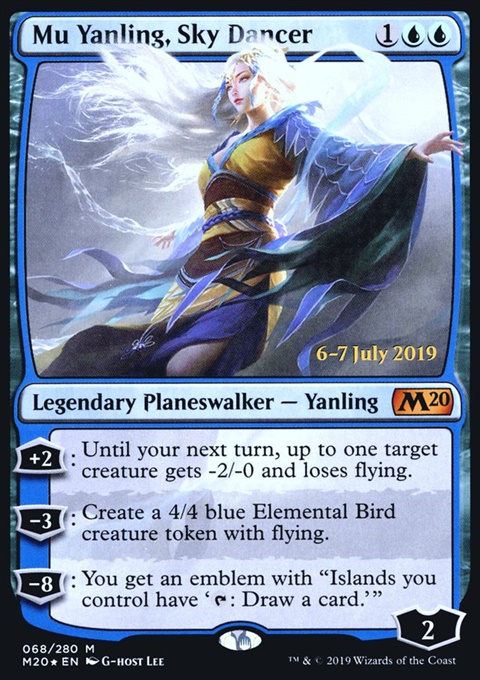 Mu Yanling, Sky Dancer 1
6-7 July 2019
Legendary Planeswalker — Yanling M20
+2 : Until your next turn, up to one target
creature gets -2/-0 and loses flying.
-3 : Create a 4/4 blue Elemental Bird
creature token with flying.
-8 : You get an emblem with “Islands you
control have ‘: Draw a card.’”
2
068/280 M
M20★EN G-HOST LEE
™ & © 2019 Wizards of the Coast